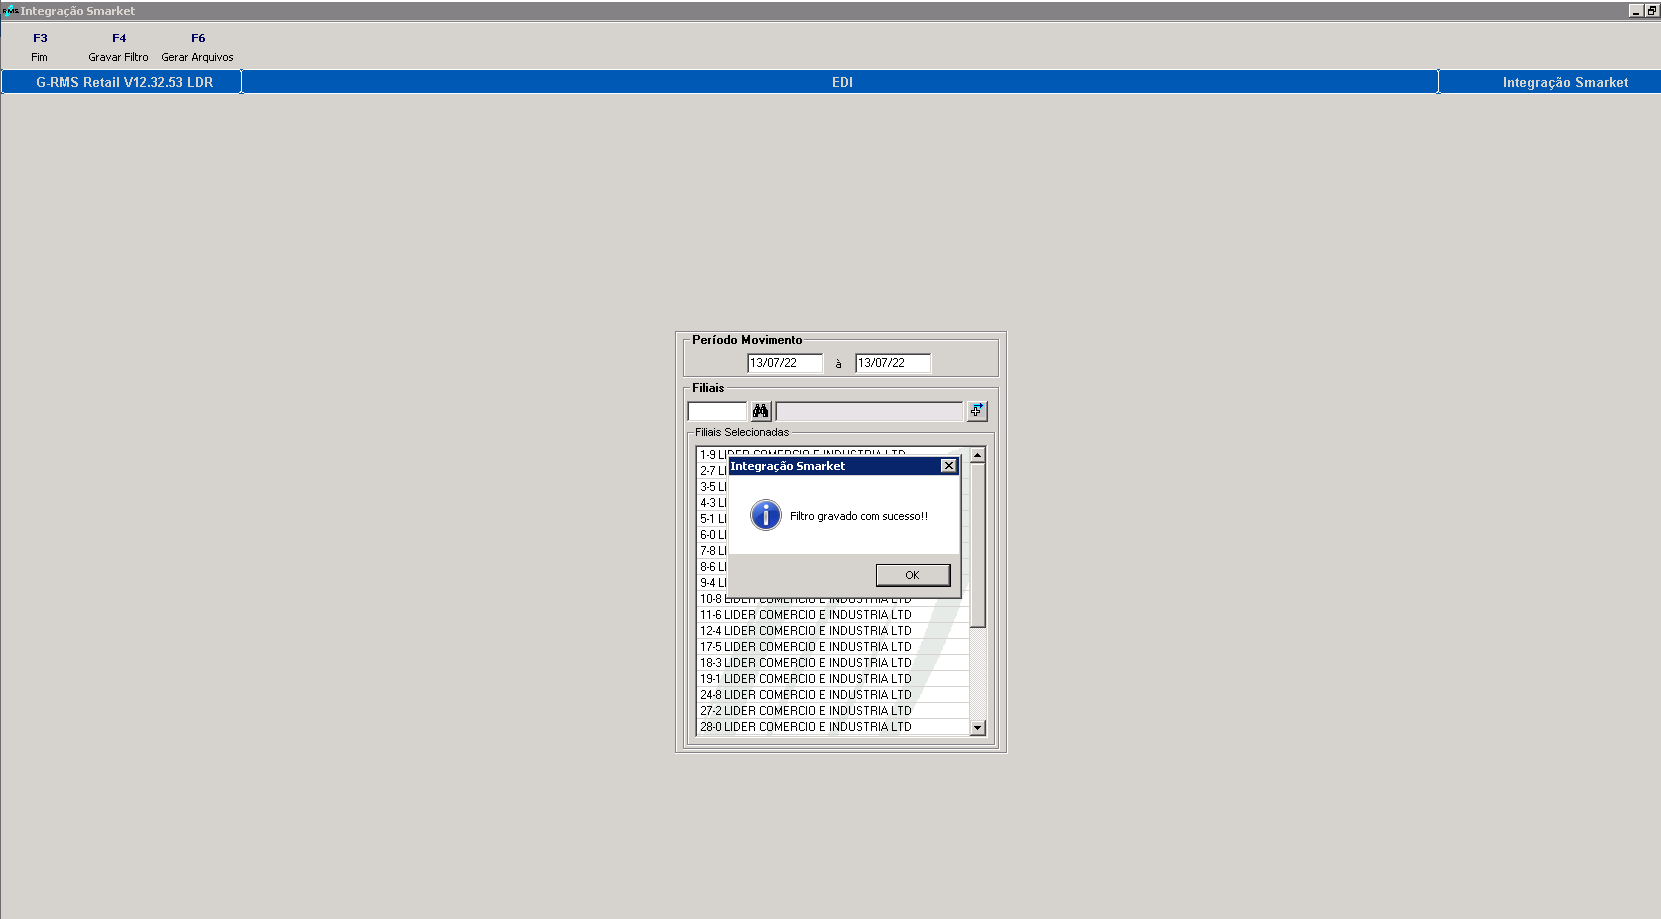 RMS Integração Smarket
F3 F4 F6
Fim Gravar Filtro Gerar Arquivos
G-RMS Retail V12.32.53 LDR EDI Integração Smarket
Período Movimento
13/07/22 à 13/07/22
Filiais
Filiais Selecionadas
1-9 LIDER COMERCIO E INDUSTRIA LTD
2-7 LI
3-5 LI
4-3 LI
5-1 LI
6-0 LI
7-8 LI
8-6 LI
9-4 LI
Integração Smarket
Filtro gravado com sucesso!!
OK
10-8 LIDER COMERCIO E INDUSTRIA LTD
11-6 LIDER COMERCIO E INDUSTRIA LTD
12-4 LIDER COMERCIO E INDUSTRIA LTD
17-5 LIDER COMERCIO E INDUSTRIA LTD
18-3 LIDER COMERCIO E INDUSTRIA LTD
19-1 LIDER COMERCIO E INDUSTRIA LTD
24-8 LIDER COMERCIO E INDUSTRIA LTD
27-2 LIDER COMERCIO E INDUSTRIA LTD
28-0 LIDER COMERCIO E INDUSTRIA LTD